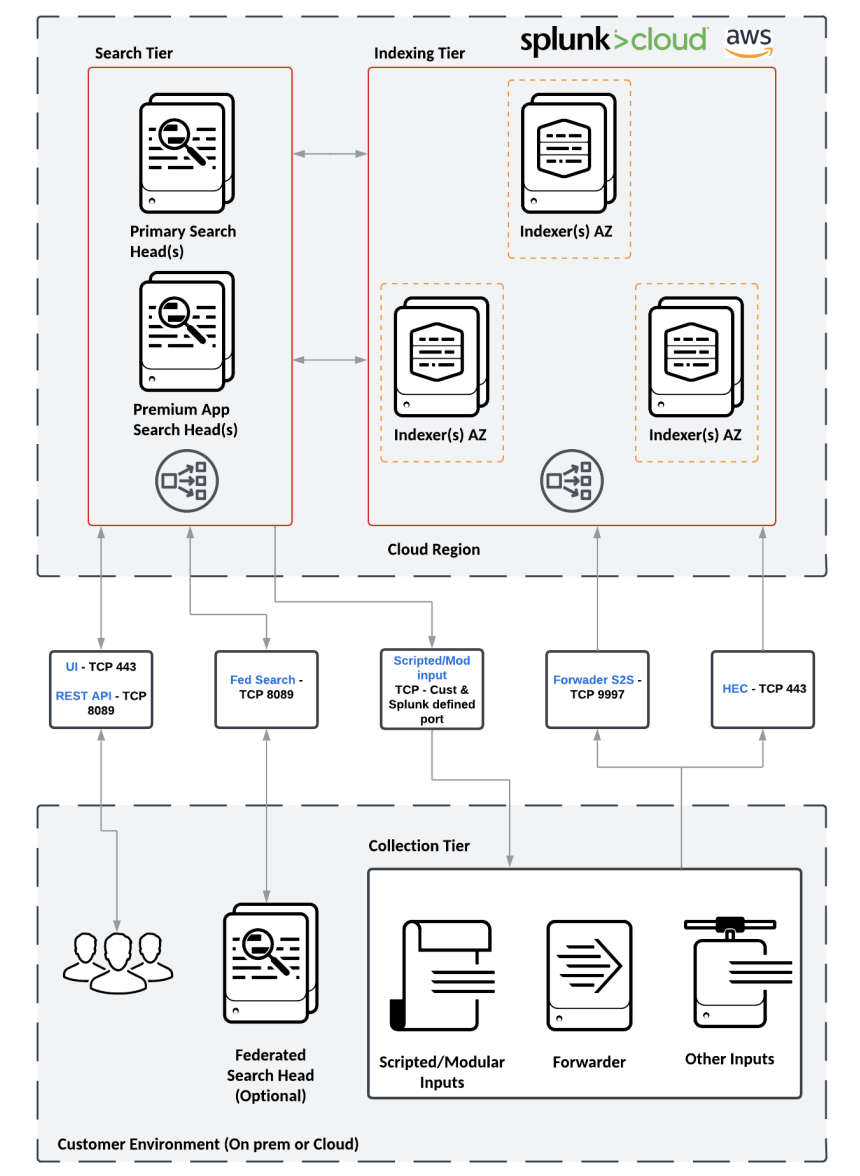 splunk>cloud
aws
Search Tier
Indexing Tier
Primary Search
Head(s)
Indexer(s) AZ
Premium App
Search Head(s)
Indexer(s) AZ
Indexer(s) AZ
Cloud Region
UI - TCP 443
REST API - TCP
8089
Fed Search -
TCP 8089
Scripted/Mod
input
TCP - Cust &
Splunk defined
port
Forwader S2S -
TCP 9997
HEC - TCP 443
Collection Tier
Federated
Search Head
(Optional)
Scripted/Modular
Inputs
Forwarder
Other Inputs
Customer Environment (On prem or Cloud)